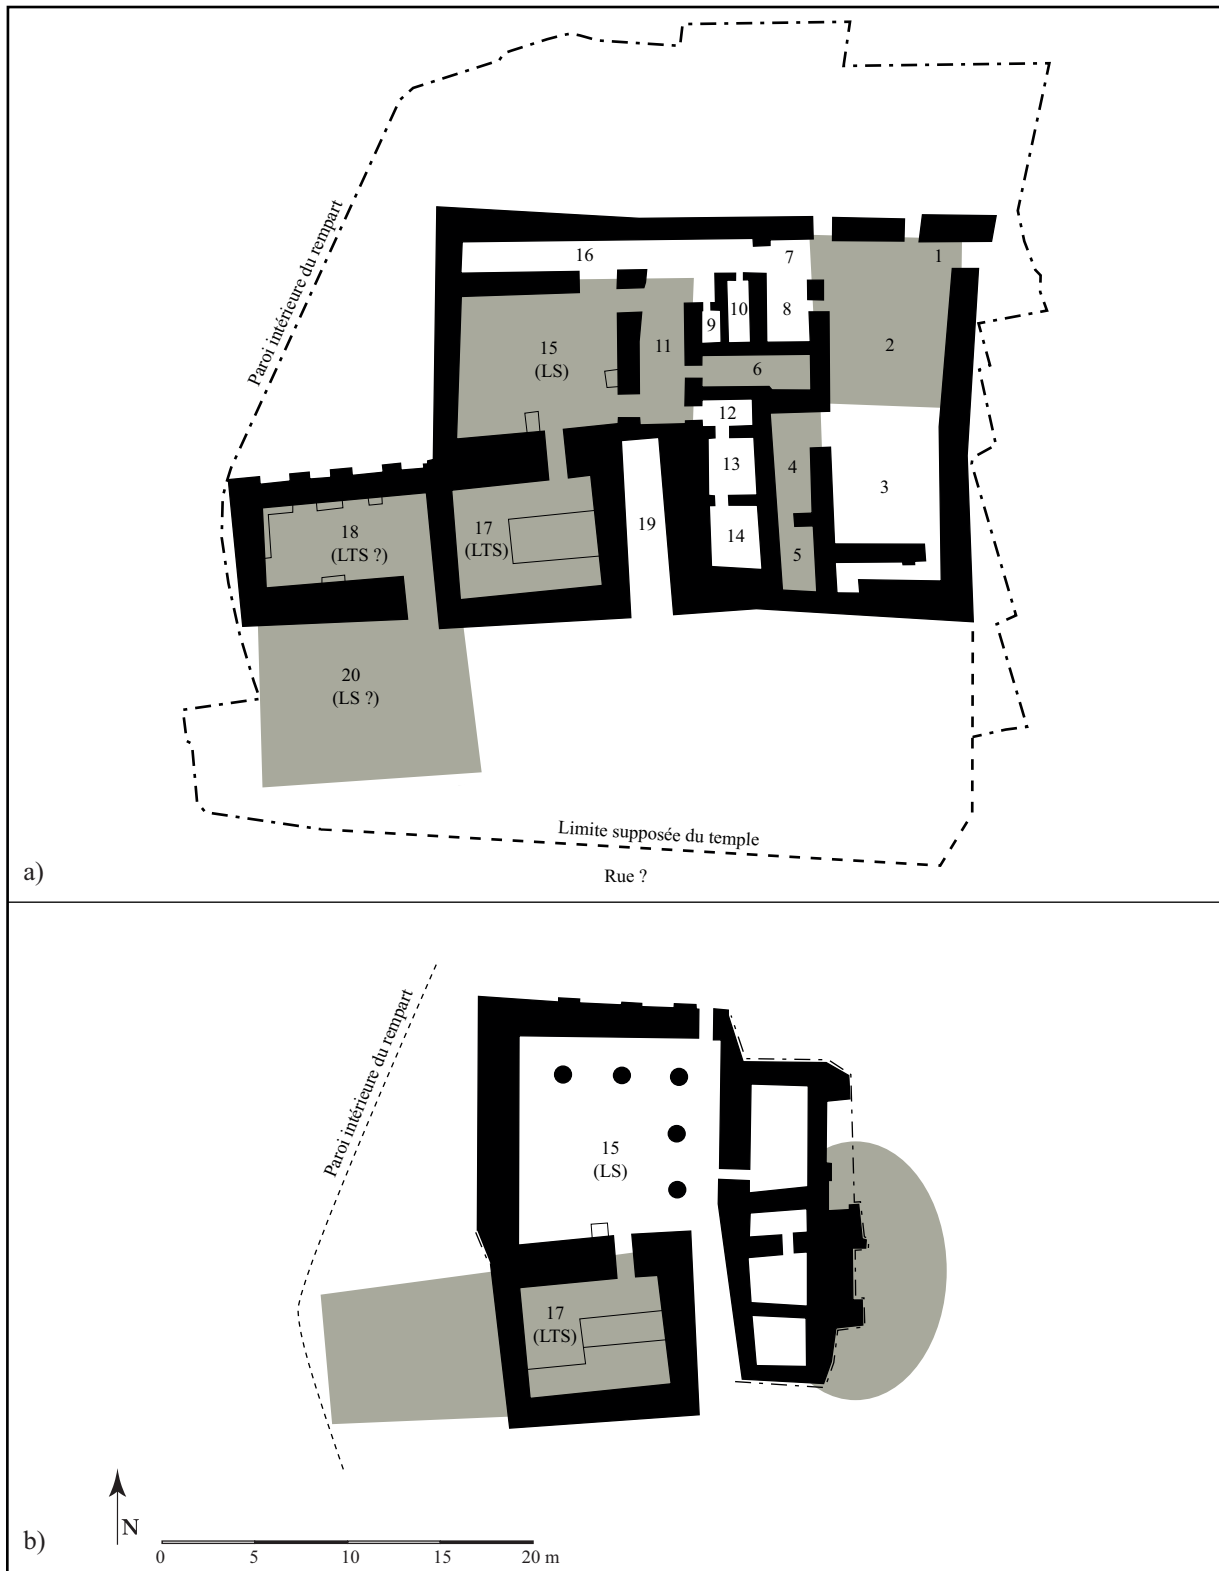 Paroi intérieure du rempart
16
7
1
15
(LS)
11
9
10
8
2
6
12
13
4
3
18
(LTS ?)
17
(LTS)
19
14
5
20
(LS ?)
Limite supposée du temple
Rue ?
a)
Paroi intérieure du rempart
15
(LS)
17
(LTS)
N
b)
0 5 10 15 20 m